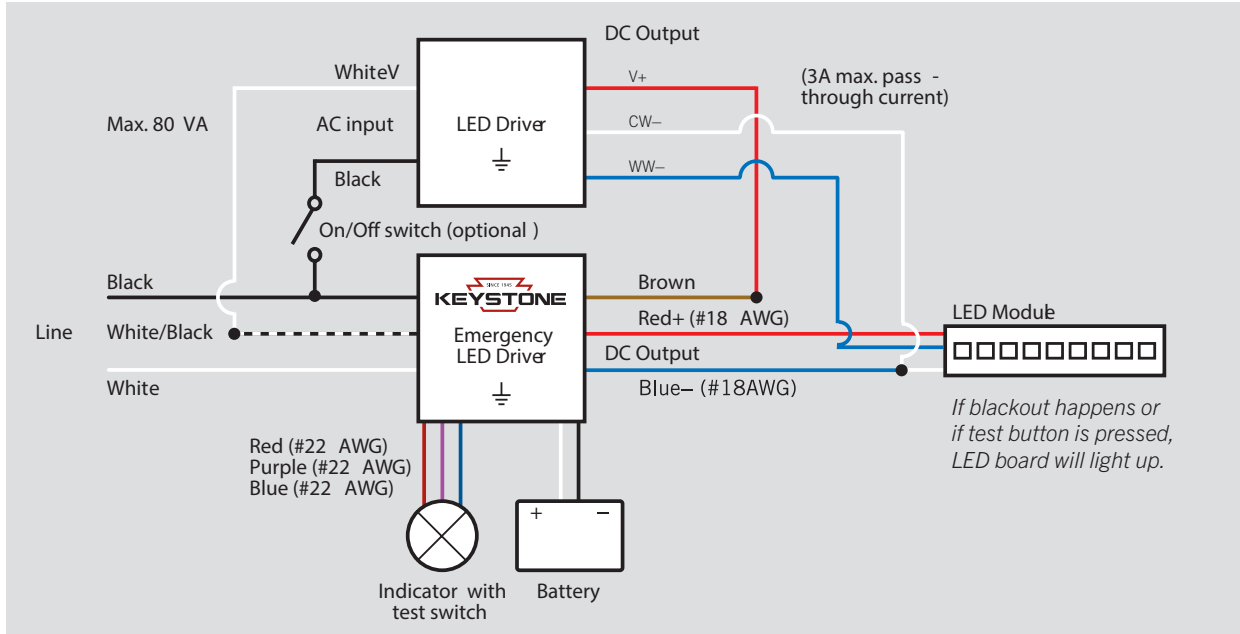 DC Output
WhiteV
V+
(3A max. pass -
through current)
Max. 80 VA
AC input
LED Driver
CW–
WW–
Black
On/Off switch (optional )
Black
SINCE 1945
KEYSTONE
Brown
Red+ (#18 AWG)
LED Module
Line
White/Black
Emergency
LED Driver
DC Output
White
Blue– (#18AWG)
If blackout happens or
if test button is pressed,
LED board will light up.
Red (#22 AWG)
Purple (#22 AWG)
Blue (#22 AWG)
+ –
Indicator with
test switch
Battery